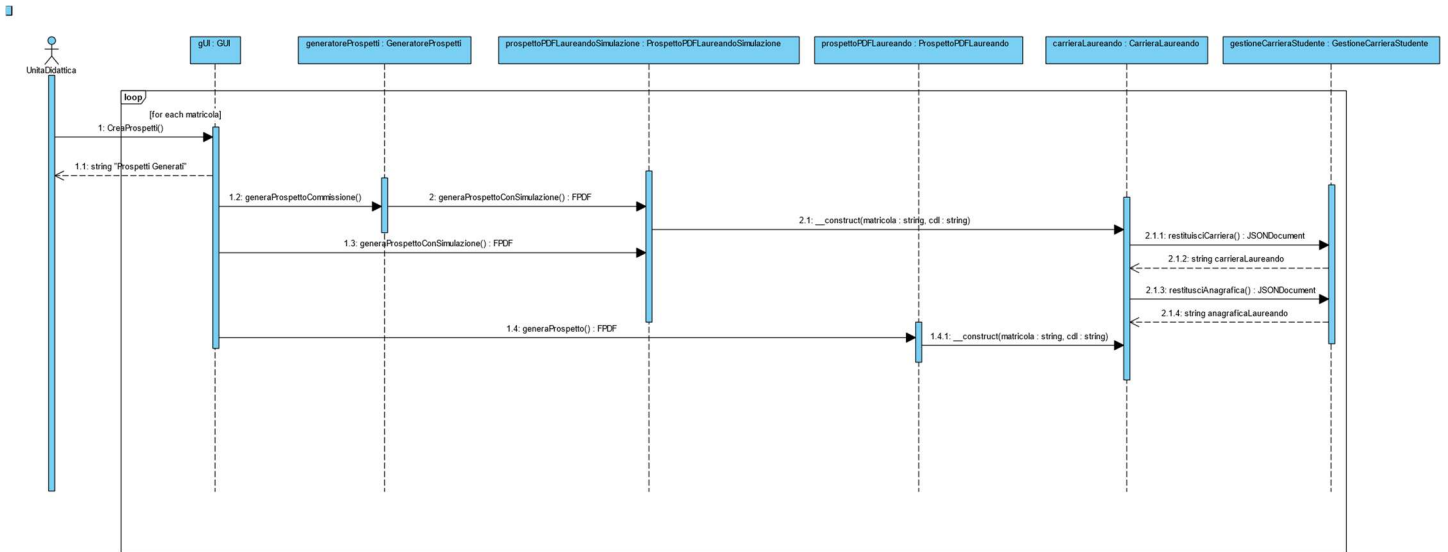 gUI : GUI
generatoreProspetti : GeneratoreProspetti
prospettoPDFLaureandoSimulazione : ProspettoPDFLaureandoSimulazione
prospettoPDFLaureando : ProspettoPDFLaureando
carrieraLaureando : CarrieraLaureando
gestioneCarrieraStudente : GestioneCarrieraStudente
UnitaDidattica
loop
[for each matricola]
1: CreaProspetti()
1.1: string "Prospetti Generati"
1.2: generaProspettoCommissione()
2: generaProspettoConSimulazione() : FPDF
2.1: __construct(matricola : string, cdl : string)
2.1.1: restituisciCarriera() : JSONDocument
1.3: generaProspettoConSimulazione() : FPDF
2.1.2: string carrieraLaureando
2.1.3: restitusciAnagrafica() : JSONDocument
2.1.4: string anagraficaLaureando
1.4: generaProspetto() : FPDF
1.4.1: __construct(matricola : string, cdl : string)